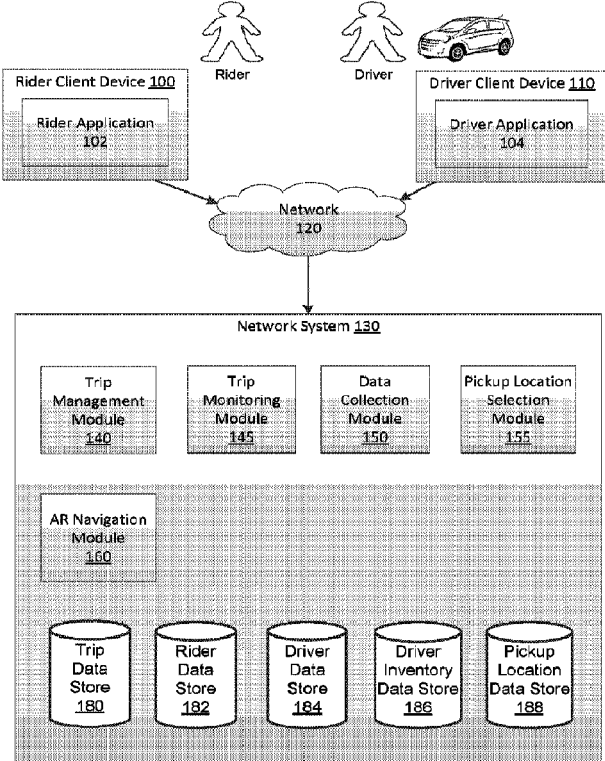 Rider
Driver
Rider Client Device 100
Rider Application
102
Driver Client Device 110
Driver Application
104
Network
120
Network System 130
Trip
Management
Module
140
Trip
Monitoring
Module
145
Data
Collection
Module
150
Pickup Location
Selection
Module
155
AR Navigation
Module
160
Trip
Data
Store
180
Rider
Data
Store
182
Driver
Data
Store
184
Driver
Inventory
Data Store
186
Pickup
Location
Data Store
188